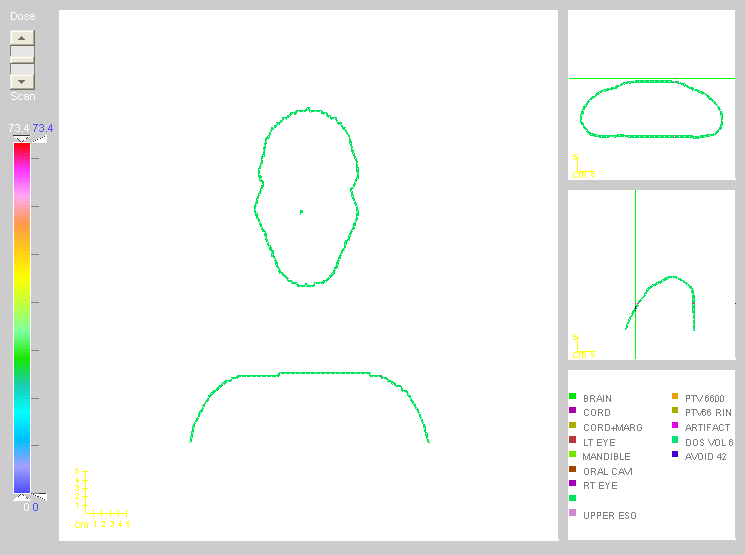 Dose
Scan
73.4 73.4
0 0
5
4
3
2
1
cm 1 2 3 4 5
5
cm 5
5
cm 5
BRAIN
CORD
CORD+MARG
LT EYE
MANDIBLE
ORAL CAVI
RT EYE
UPPER ESO
PTV 6600
PTV66 RIN
ARTIFACT
DOS VOL 6
AVOID 42